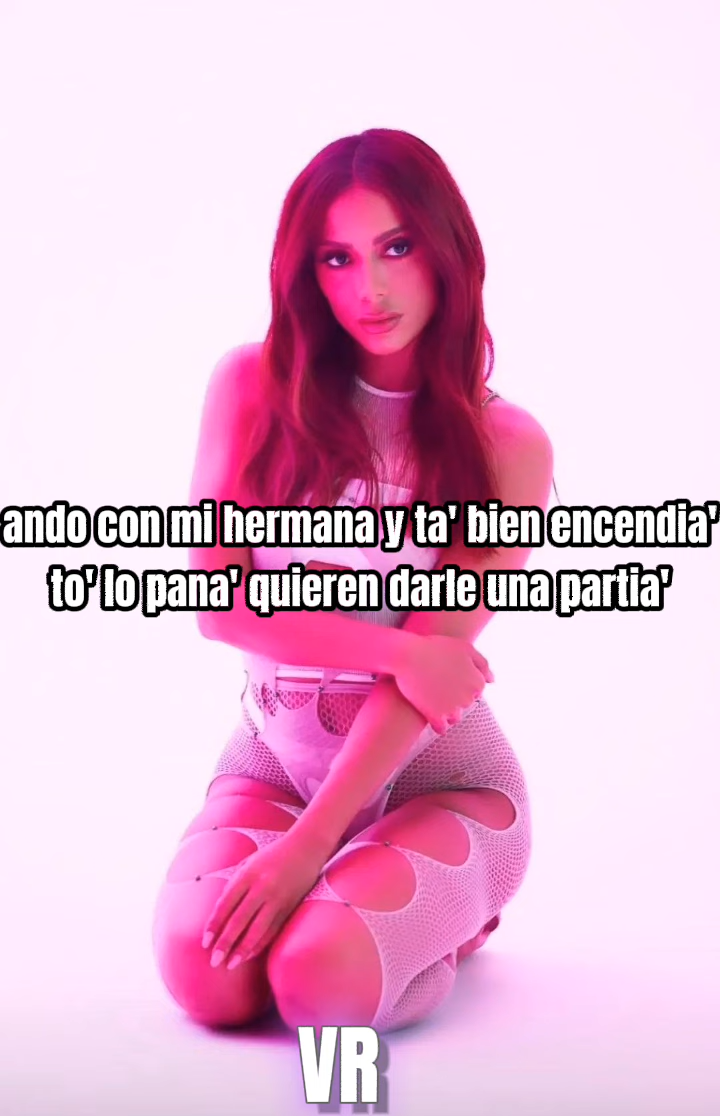 ando con mi hermana y ta' bien encendia'
to' lo pana' quieren darle una partia'
VR